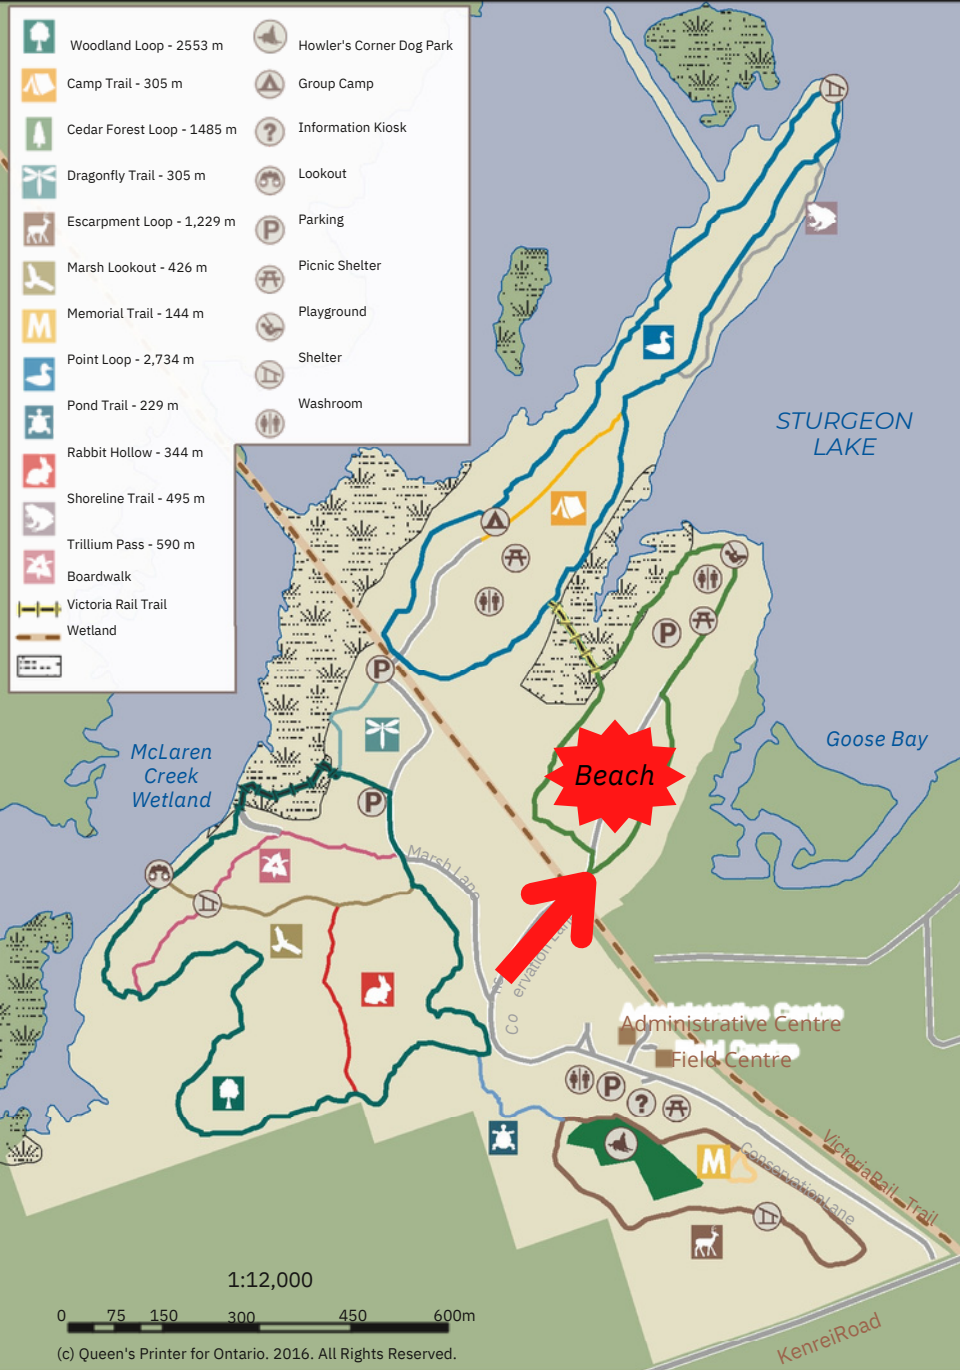 Woodland Loop - 2553 m
Camp Trail - 305 m
Cedar Forest Loop - 1485 m
Dragonfly Trail - 305 m
Escarpment Loop - 1,229 m
Marsh Lookout - 426 m
M
Memorial Trail - 144 m
Point Loop - 2,734 m
Pond Trail - 229 m
Rabbit Hollow - 344 m
Shoreline Trail - 495 m
Trillium Pass - 590 m
Boardwalk
Victoria Rail Trail
Wetland
Howler's Corner Dog Park
Group Camp
?
Information Kiosk
Lookout
P
Parking
Picnic Shelter
Playground
Shelter
Washroom
STURGEON
LAKE
P
P
McLaren
Creek
Wetland
Goose Bay
Beach
P
Marsh Lane
Co
ervation Lane
Administrative Centre
Field Centre
P
?
M
Conservation Lane
Victoria Rail Trail
1:12,000
0 75 150 300 450 600m
(c) Queen's Printer for Ontario. 2016. All Rights Reserved.
Kenrei Road